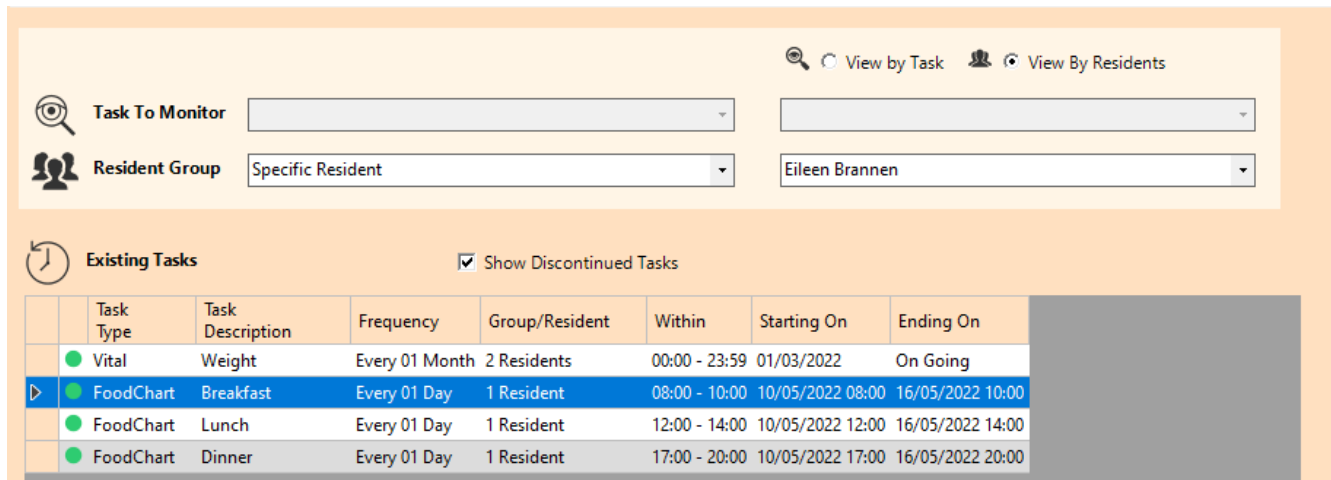 View by Task View By Residents
Task To Monitor
Resident Group Specific Resident Eileen Brannen
Existing Tasks Show Discontinued Tasks
Task Type Task Description Frequency Group/Resident Within Starting On Ending On
Vital Weight Every 01 Month 2 Residents 00:00 - 23:59 01/03/2022 On Going
FoodChart Breakfast Every 01 Day 1 Resident 08:00 - 10:00 10/05/2022 08:00 16/05/2022 10:00
FoodChart Lunch Every 01 Day 1 Resident 12:00 - 14:00 10/05/2022 12:00 16/05/2022 14:00
FoodChart Dinner Every 01 Day 1 Resident 17:00 - 20:00 10/05/2022 17:00 16/05/2022 20:00